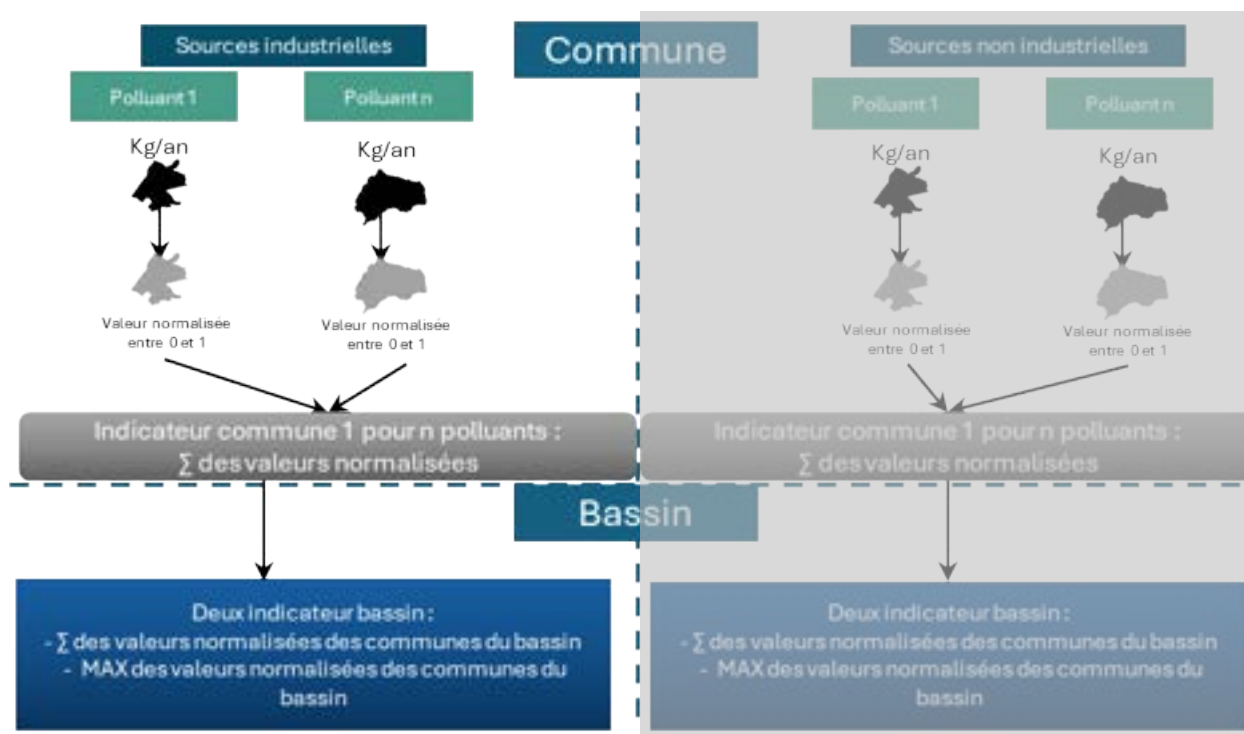 Commune
Sources industrielles
Polluant 1
Polluant n
Kg/an
Kg/an
Valeur normalisée
entre 0 et 1
Valeur normalisée
entre 0 et 1
Indicateur commune 1 pour n polluants :
∑ des valeurs normalisées
Sources non industrielles
Polluant 1
Polluant n
Kg/an
Kg/an
Valeur normalisée
entre 0 et 1
Valeur normalisée
entre 0 et 1
Indicateur commune 1 pour n polluants :
∑ des valeurs normalisées
Bassin
Deux indicateur bassin :
- ∑ des valeurs normalisées des communes du bassin
- MAX des valeurs normalisées des communes du
bassin
Deux indicateur bassin :
- ∑ des valeurs normalisées des communes du bassin
- MAX des valeurs normalisées des communes du
bassin